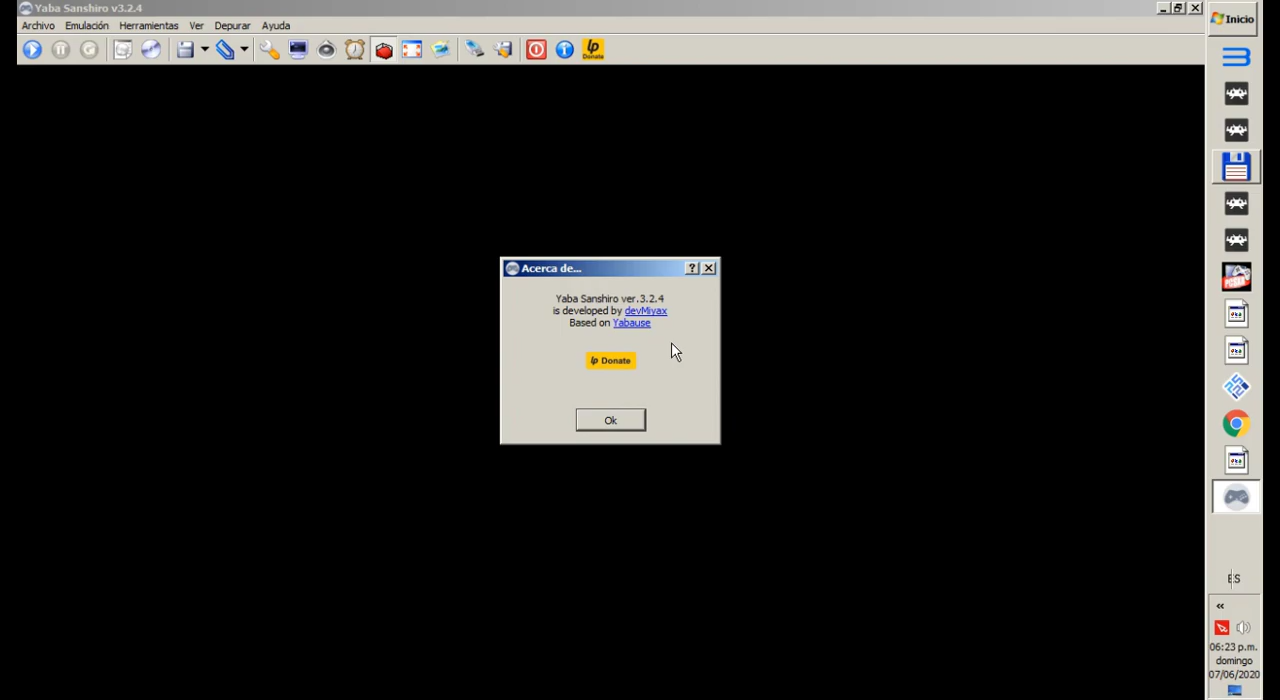 Yaba Sanshiro v3.2.4
Archivo Emulación Herramientas Ver Depurar Ayuda
Donate
Inicio
Acerca de...
Yaba Sanshiro ver.3.2.4
is developed by devMiyax
Based on Yabause
Donate
Ok
ES
06:23 p.m.
domingo
07/06/2020